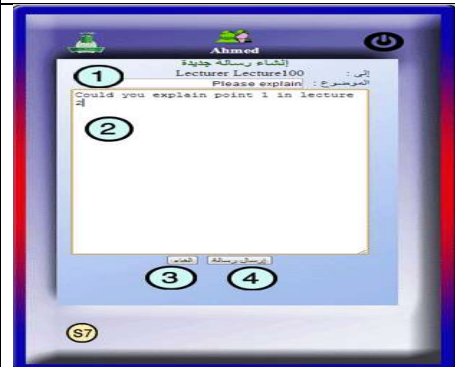 Ahmed
إنشاء رسالة جديدة
إلى : Lecturer Lecture100
الموضوع : Please explain
1
Could you explain point 1 in lecture
2
2
الغاء إرسال رسالة
3 4
S7